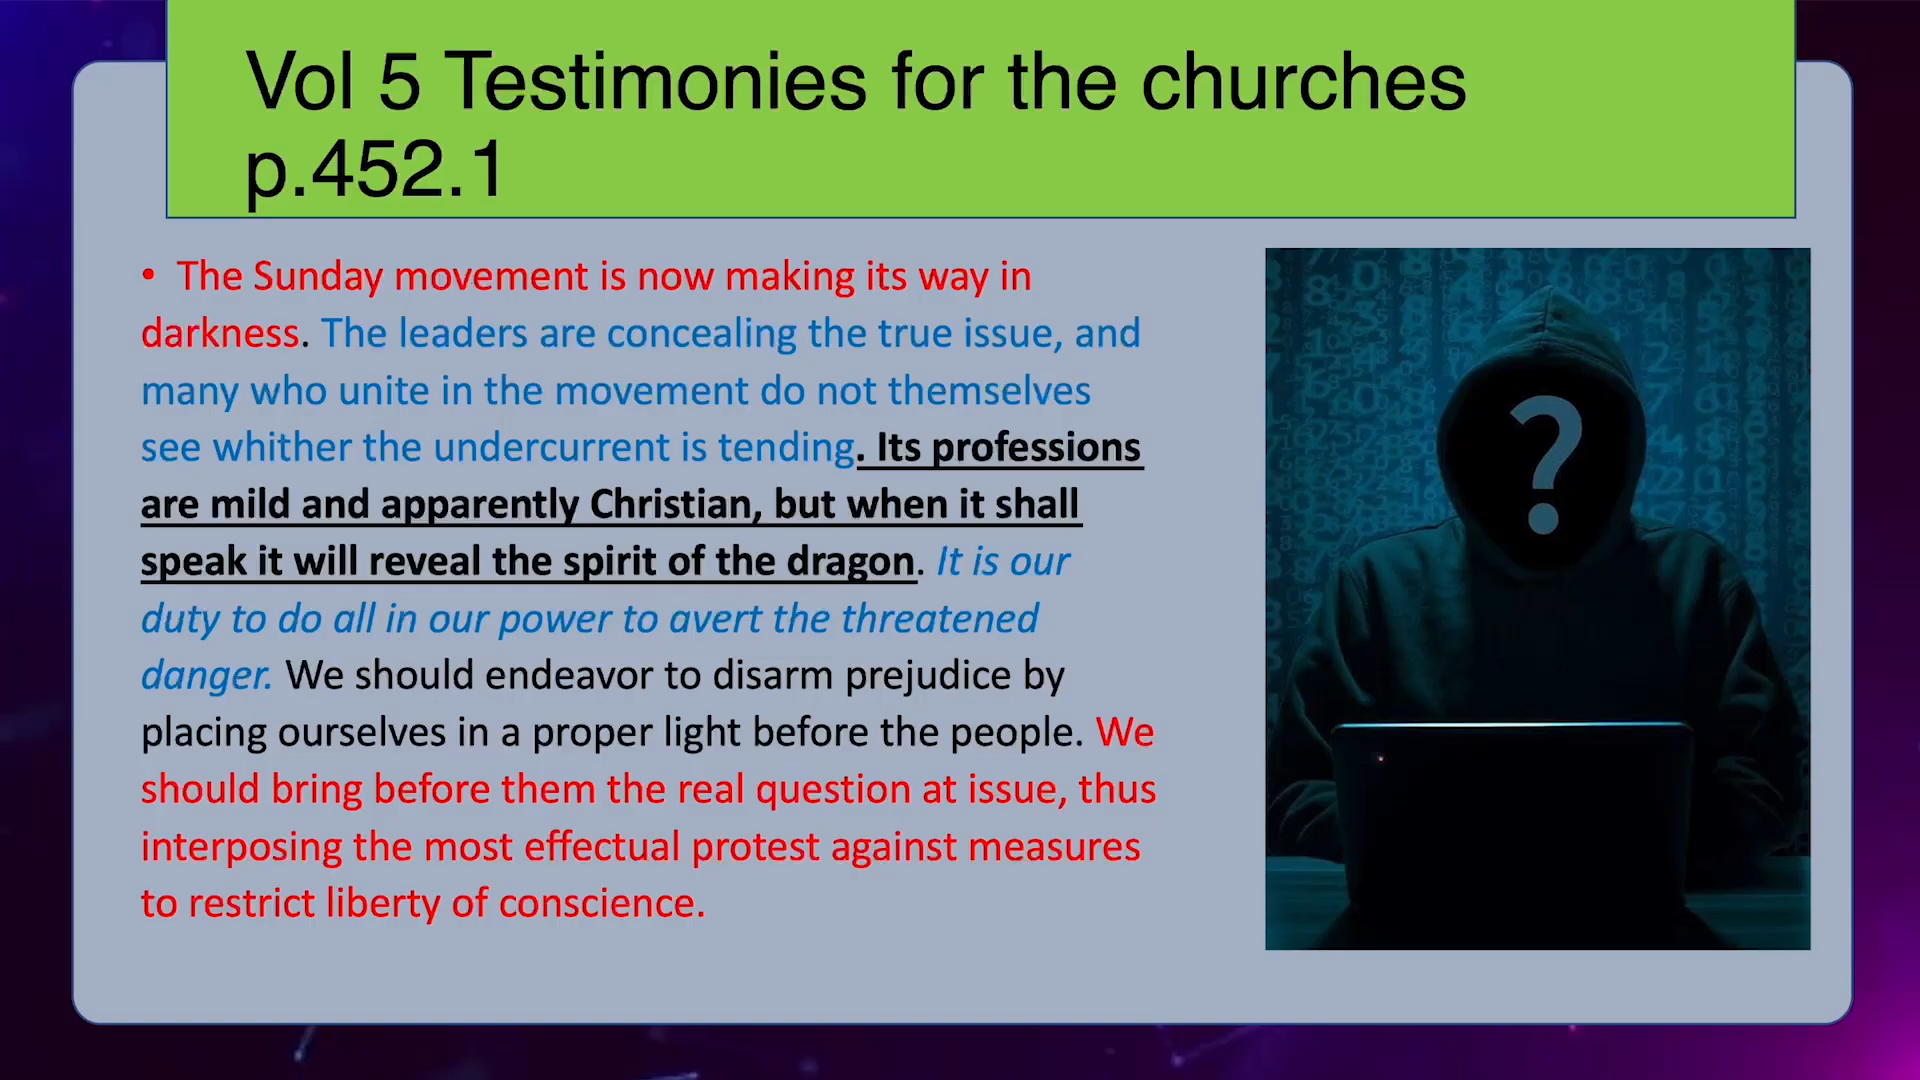 Vol 5 Testimonies for the churches
p.452.1
• The Sunday movement is now making its way in
darkness. The leaders are concealing the true issue, and
many who unite in the movement do not themselves
see whither the undercurrent is tending. Its professions
are mild and apparently Christian, but when it shall
speak it will reveal the spirit of the dragon. It is our
duty to do all in our power to avert the threatened
danger. We should endeavor to disarm prejudice by
placing ourselves in a proper light before the people. We
should bring before them the real question at issue, thus
interposing the most effectual protest against measures
to restrict liberty of conscience.
?